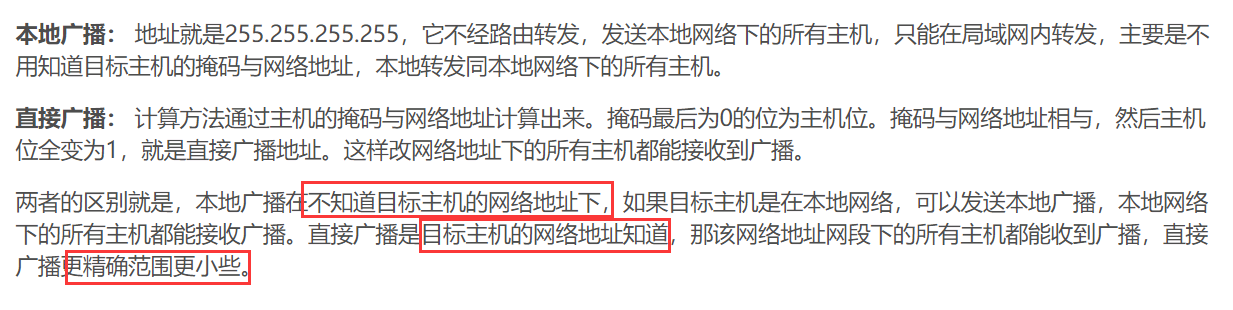 本地广播： 地址就是255.255.255.255，它不经路由转发，发送本地网络下的所有主机，只能在局域网内转发，主要是不
用知道目标主机的掩码与网络地址，本地转发同本地网络下的所有主机。
直接广播： 计算方法通过主机的掩码与网络地址计算出来。掩码最后为0的位为主机位。掩码与网络地址相与，然后主机
位全变为1，就是直接广播地址。这样改网络地址下的所有主机都能接收到广播。
两者的区别就是，本地广播在不知道目标主机的网络地址下，如果目标主机是在本地网络，可以发送本地广播，本地网络
下的所有主机都能接收广播。直接广播是目标主机的网络地址知道，那该网络地址网段下的所有主机都能收到广播，直接
广播更精确范围更小些。